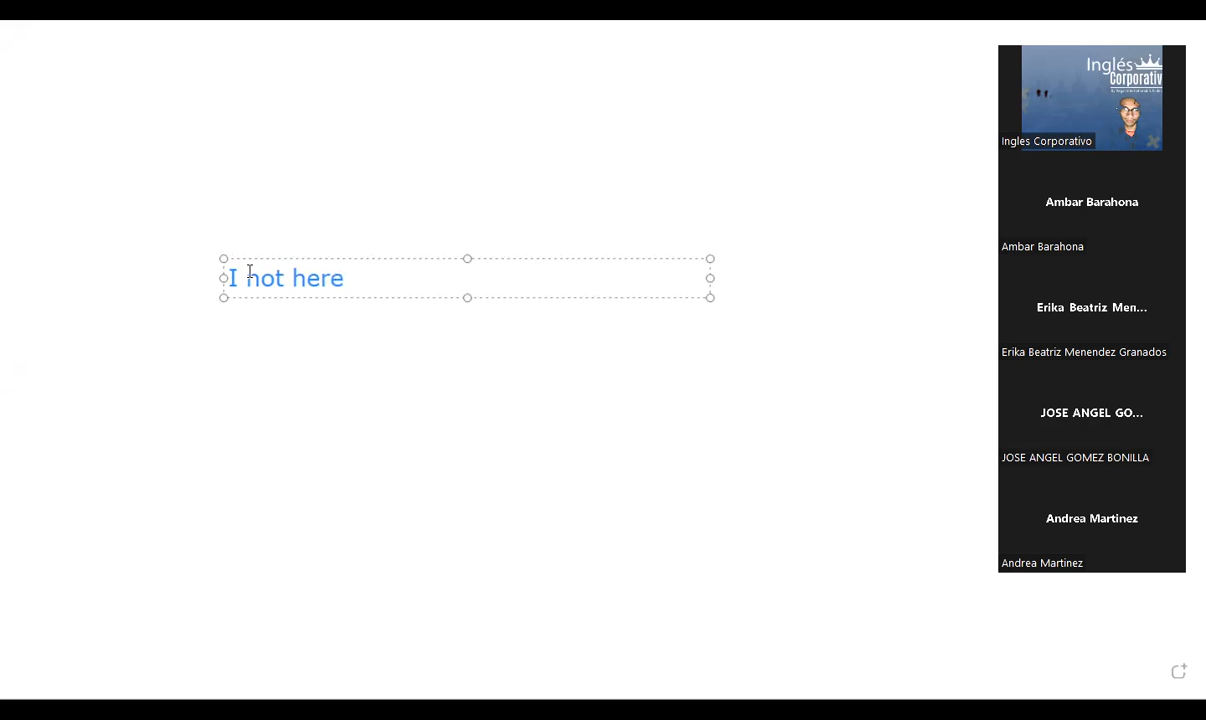 I not here
Inglés
Corporativ
Ingles Corporativo
Ambar Barahona
Ambar Barahona
Erika Beatriz Men...
Erika Beatriz Menendez Granados
JOSE ANGEL GO...
JOSE ANGEL GOMEZ BONILLA
Andrea Martinez
Andrea Martinez